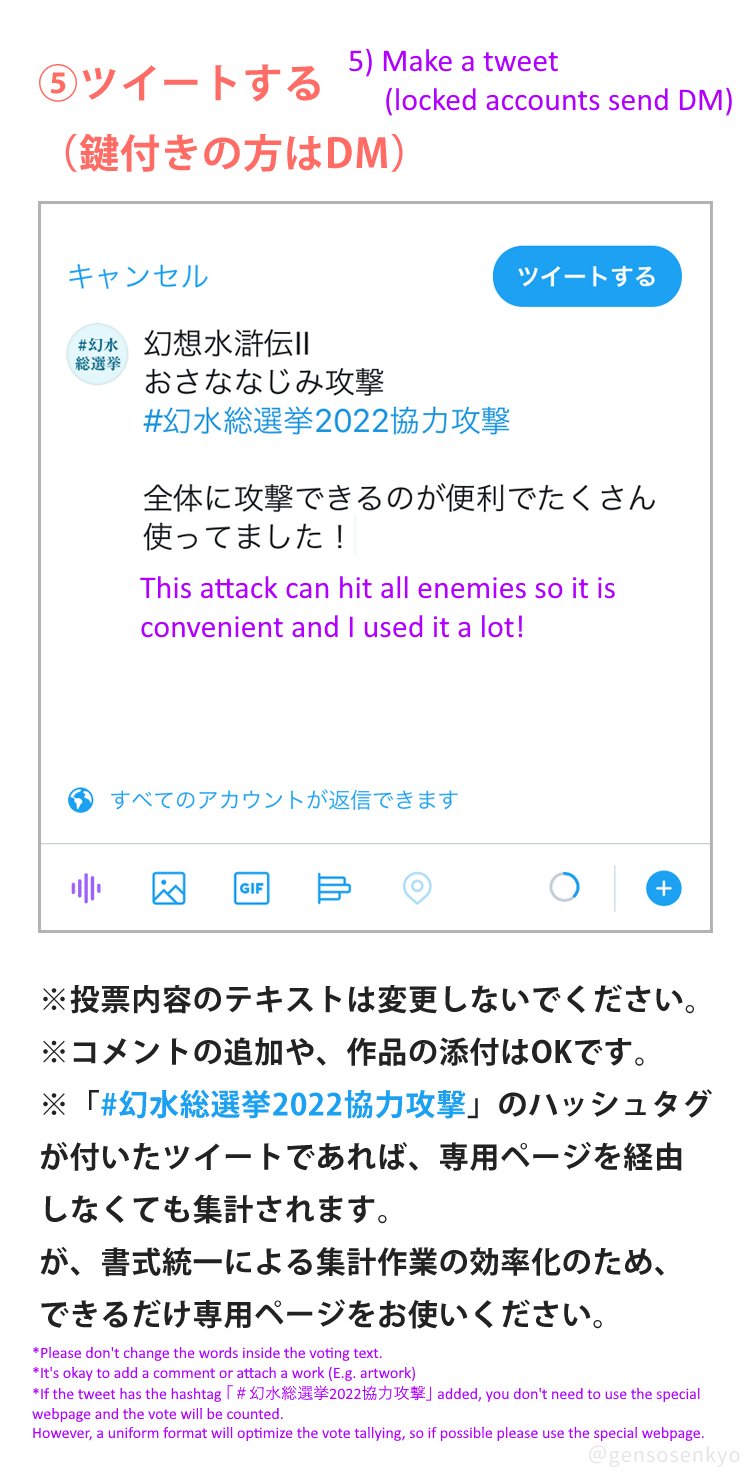 ⑤ツイートする
（鍵付きの方はDM）
5) Make a tweet
(locked accounts send DM)
キャンセル
ツイートする
#幻水
総選挙
幻想水滸伝II
おさななじみ攻撃
#幻水総選挙2022協力攻撃
全体に攻撃できるのが便利でたくさん
使ってました！
This attack can hit all enemies so it is
convenient and I used it a lot!
すべてのアカウントが返信できます
GIF
※投票内容のテキストは変更しないでください。
※コメントの追加や、作品の添付はOKです。
※「#幻水総選挙2022協力攻撃」のハッシュタグ
が付いたツイートであれば、専用ページを経由
しなくても集計されます。
が、書式統一による集計作業の効率化のため、
できるだけ専用ページをお使いください。
*Please don't change the words inside the voting text.
*It's okay to add a comment or attach a work (E.g. artwork)
*If the tweet has the hashtag「＃幻水総選挙2022協力攻撃」added, you don't need to use the special
webpage and the vote will be counted.
However, a uniform format will optimize the vote tallying, so if possible please use the special webpage.
@gensosenkyo